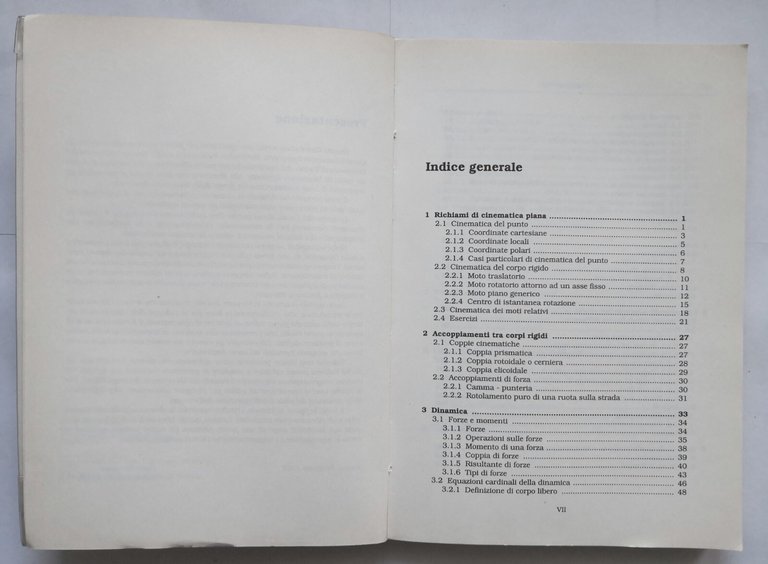 Indice generale
1 Richiami di cinematica piana 1
2.1 Cinematica del punto 1
2.1.1 Coordinate cartesiane 3
2.1.2 Coordinate locali 5
2.1.3 Coordinate polari 6
2.1.4 Casi particolari di cinematica del punto 7
2.2 Cinematica del corpo rigido 8
2.2.1 Moto traslatorio 10
2.2.2 Moto rotatorio attorno ad un asse fisso 11
2.2.3 Moto piano generico 12
2.2.4 Centro di istantanea rotazione 15
2.3 Cinematica dei moti relativi 18
2.4 Esercizi 21
2 Accoppiamenti tra corpi rigidi 27
2.1 Coppie cinematiche 27
2.1.1 Coppia prismatica 27
2.1.2 Coppia rotoidale o cerniera 28
2.1.3 Coppia elicoidale 29
2.2 Accoppiamenti di forza 30
2.2.1 Camma - punteria 30
2.2.2 Rotolamento puro di una ruota sulla strada 31
3 Dinamica 33
3.1 Forze e momenti 34
3.1.1 Forze 34
3.1.2 Operazioni sulle forze 35
3.1.3 Momento di una forza 38
3.1.4 Coppia di forze 39
3.1.5 Risultante di forze 40
3.1.6 Tipi di forze 43
3.2 Equazioni cardinali della dinamica 46
3.2.1 Definizione di corpo libero 48
VII